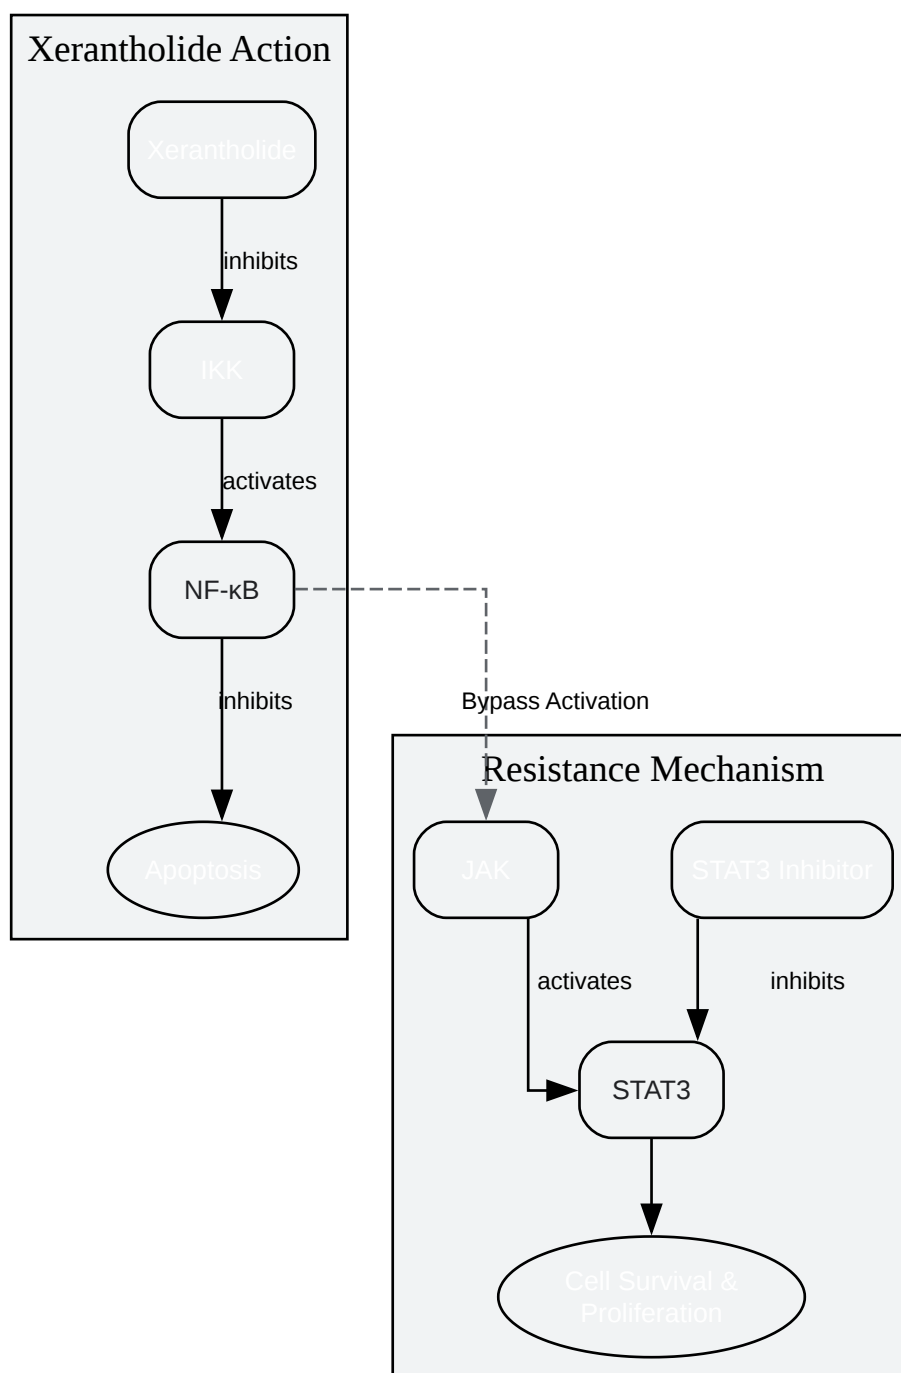 Xerantholide Action
Xerantholide
inhibits
IKK
activates
NF-κB
inhibits
Bypass Activation
Apoptosis
Resistance Mechanism
JAK
STAT3 Inhibitor
activates
inhibits
STAT3
Cell Survival &
Proliferation